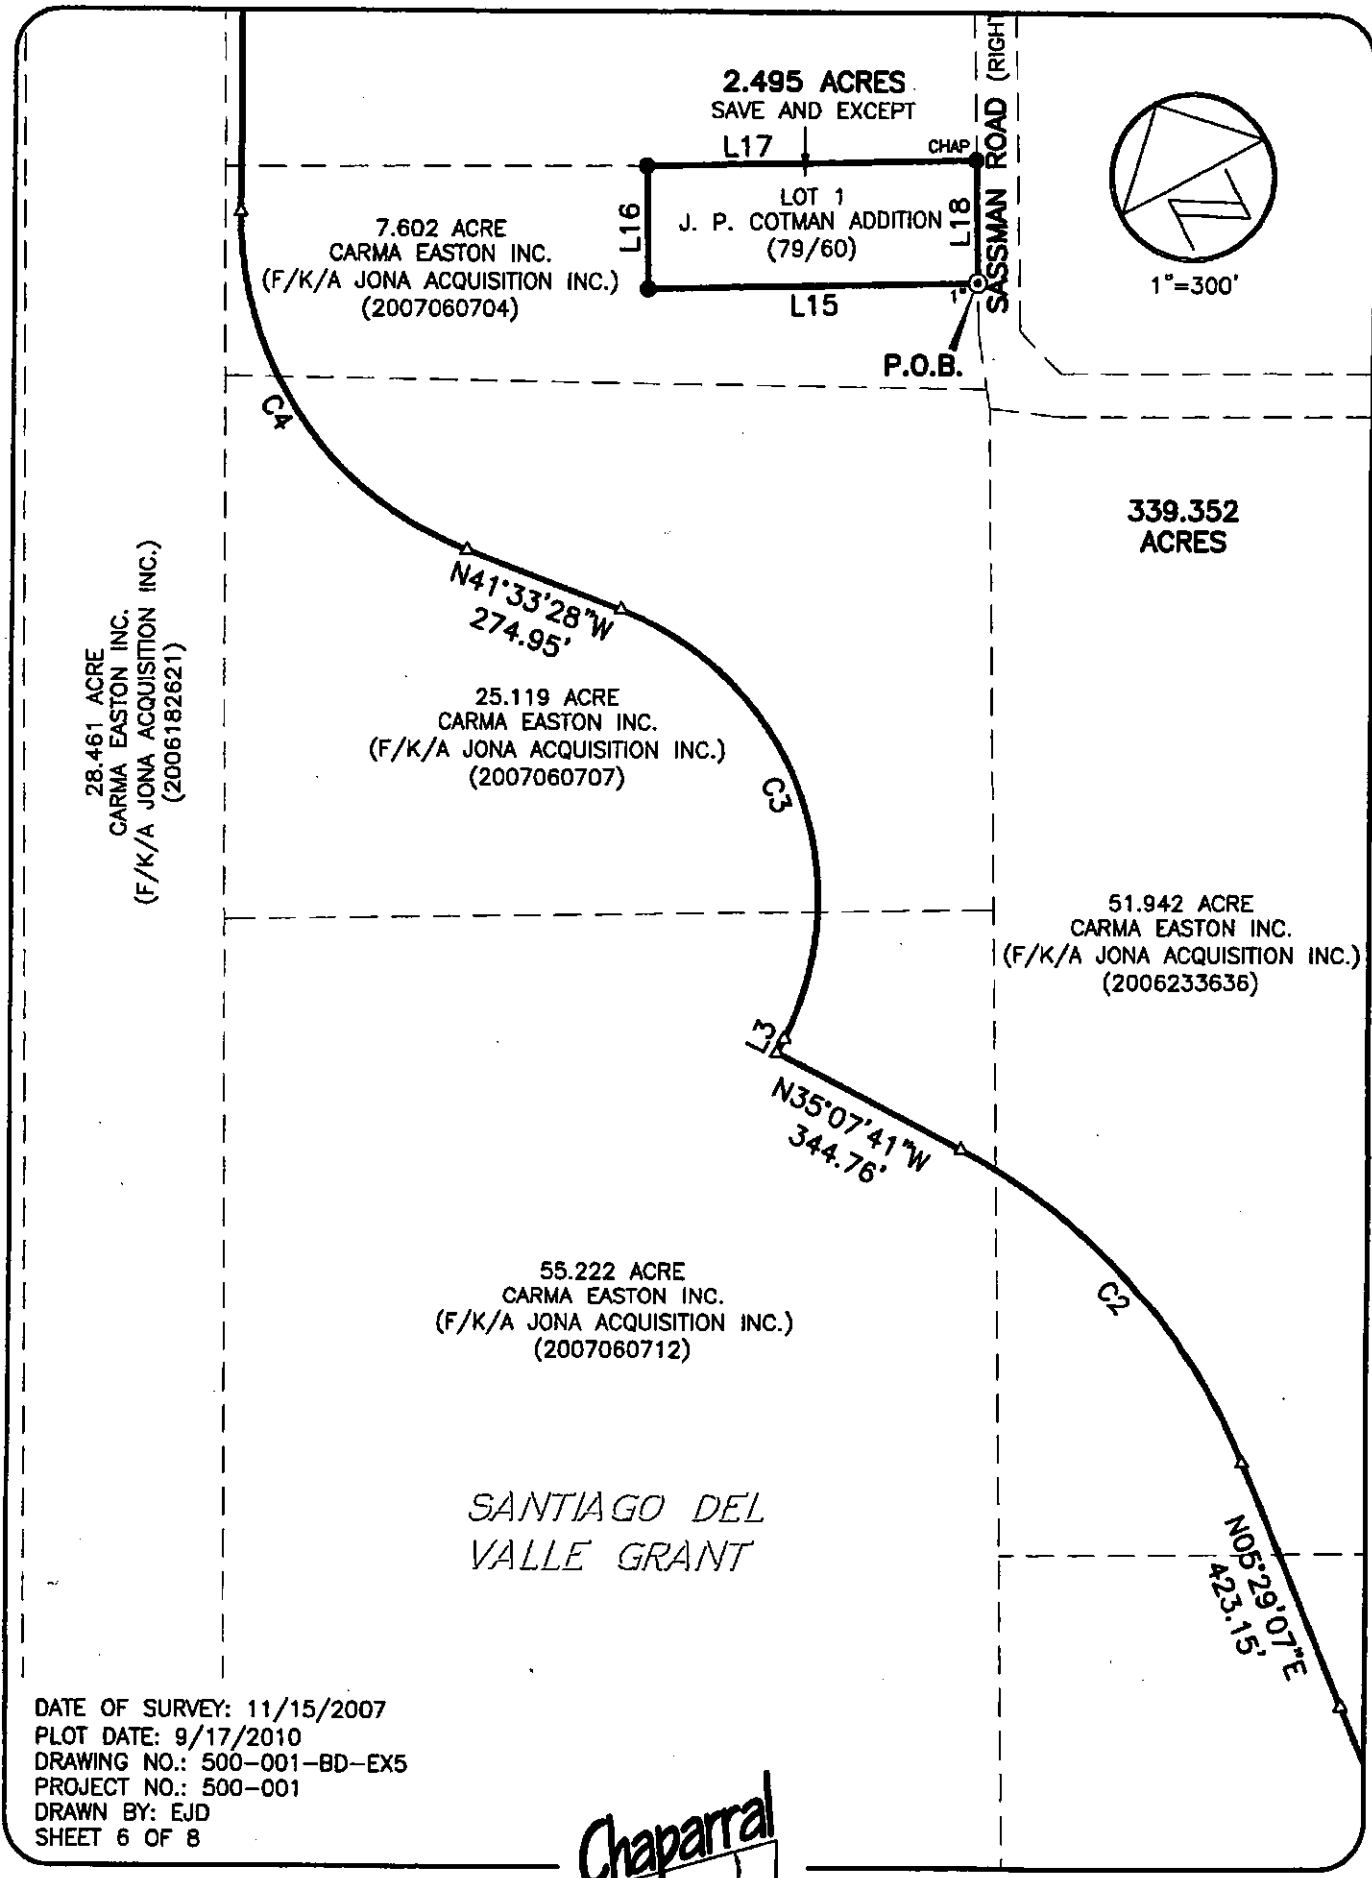 2.495 ACRES
SAVE AND EXCEPT
L17
CHAP
SASSMAN ROAD (RIGHT
LOT 1
J. P. COTMAN ADDITION
(79/60)
L16
L18
L15
1"
P.O.B.
1"=300'
7.602 ACRE
CARMA EASTON INC.
(F/K/A JONA ACQUISITION INC.)
(2007060704)
C4
339.352
ACRES
N41°33'28"W
274.95'
28.461 ACRE
CARMA EASTON INC.
(F/K/A JONA ACQUISITION INC.)
(2006182621)
25.119 ACRE
CARMA EASTON INC.
(F/K/A JONA ACQUISITION INC.)
(2007060707)
C3
51.942 ACRE
CARMA EASTON INC.
(F/K/A JONA ACQUISITION INC.)
(2006233636)
L3
N35°07'41"W
344.76'
55.222 ACRE
CARMA EASTON INC.
(F/K/A JONA ACQUISITION INC.)
(2007060712)
C2
SANTIAGO DEL
VALLE GRANT
N05°29'07"E
423.15'
DATE OF SURVEY: 11/15/2007
PLOT DATE: 9/17/2010
DRAWING NO.: 500-001-BD-EX5
PROJECT NO.: 500-001
DRAWN BY: EJD
SHEET 6 OF 8
Chaparral